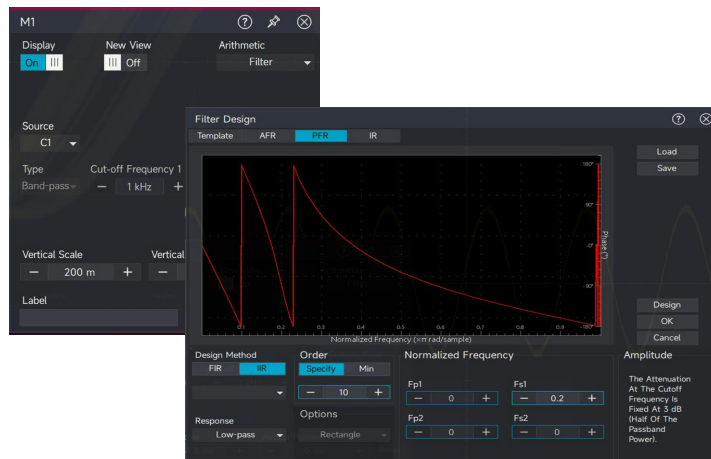 M1
Display New View Arithmetic
On Off Filter
Source
C1
Type Cut-off Frequency 1
Band-pass 1 kHz
Vertical Scale Vertical
200 m
Label
Filter Design
Template AFR PFR IR
Load
Save
180°
90°
-0°
-90°
-180°
Phase (°)
0.1 0.2 0.3 0.4 0.5 0.6 0.7 0.8 0.9
Normalized Frequency (×π rad/sample)
Design
OK
Cancel
Design Method Order Normalized Frequency Amplitude
FIR IIR Specify Min
10
Fp1 Fs1
0 0.2
Response Options
Low-pass Rectangle
Fp2 Fs2
0 0
The Attenuation
At The Cutoff
Frequency Is
Fixed At 3 dB
(Half Of The
Passband
Power).